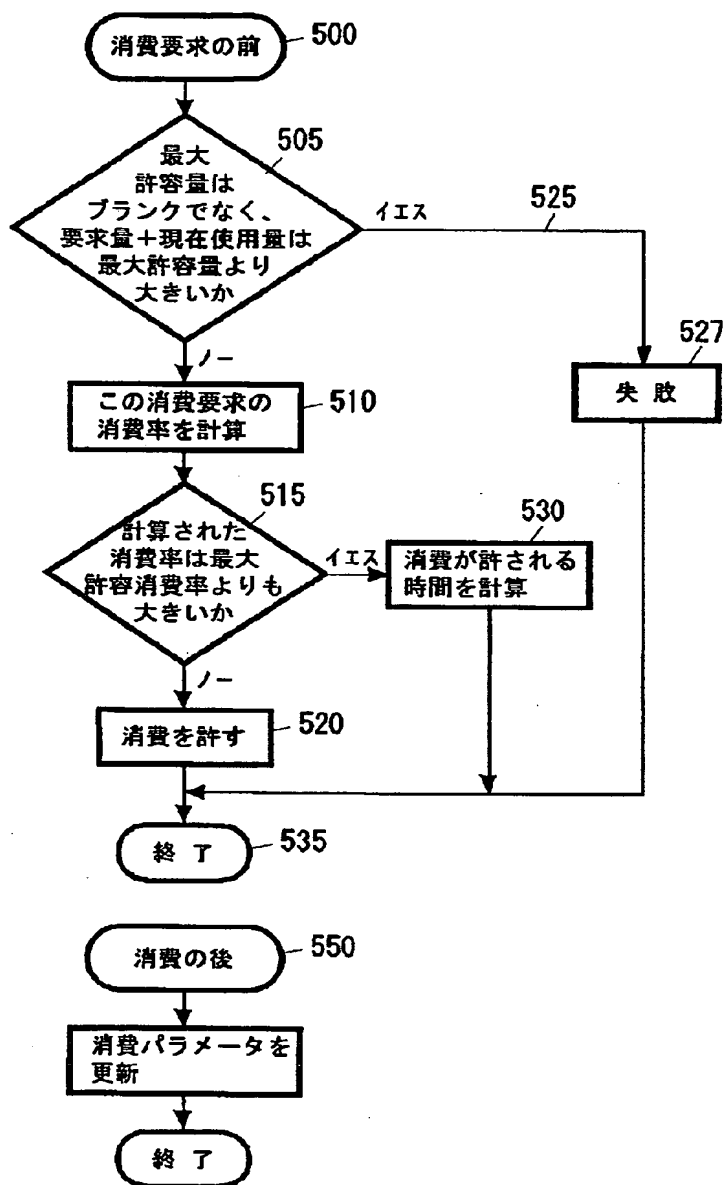 消費要求の前
500
505
最大
許容量は
ブランクでなく、
要求量＋現在使用量は
最大許容量より
大きいか
イエス
525
527
失敗
ノー
この消費要求の
消費率を計算
510
515
計算された
消費率は最大
許容消費率よりも
大きいか
イエス
530
消費が許される
時間を計算
ノー
消費を許す
520
終了
535
消費の後
550
消費パラメータを
更新
終了